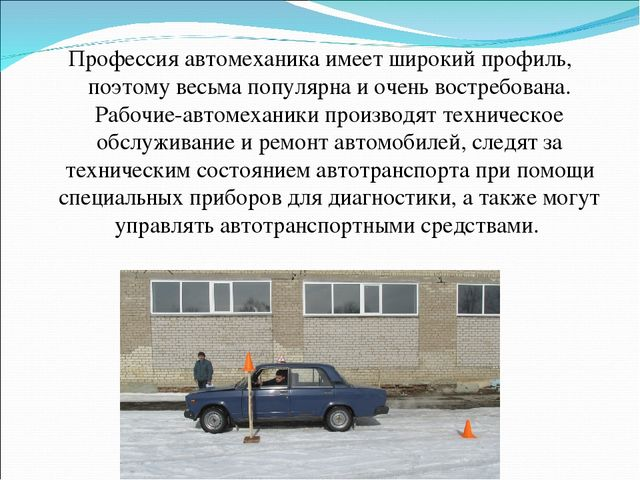 Профессия автомеханика имеет широкий профиль,
поэтому весьма популярна и очень востребована.
Рабочие-автомеханики производят техническое
обслуживание и ремонт автомобилей, следят за
техническим состоянием автотранспорта при помощи
специальных приборов для диагностики, а также могут
управлять автотранспортными средствами.